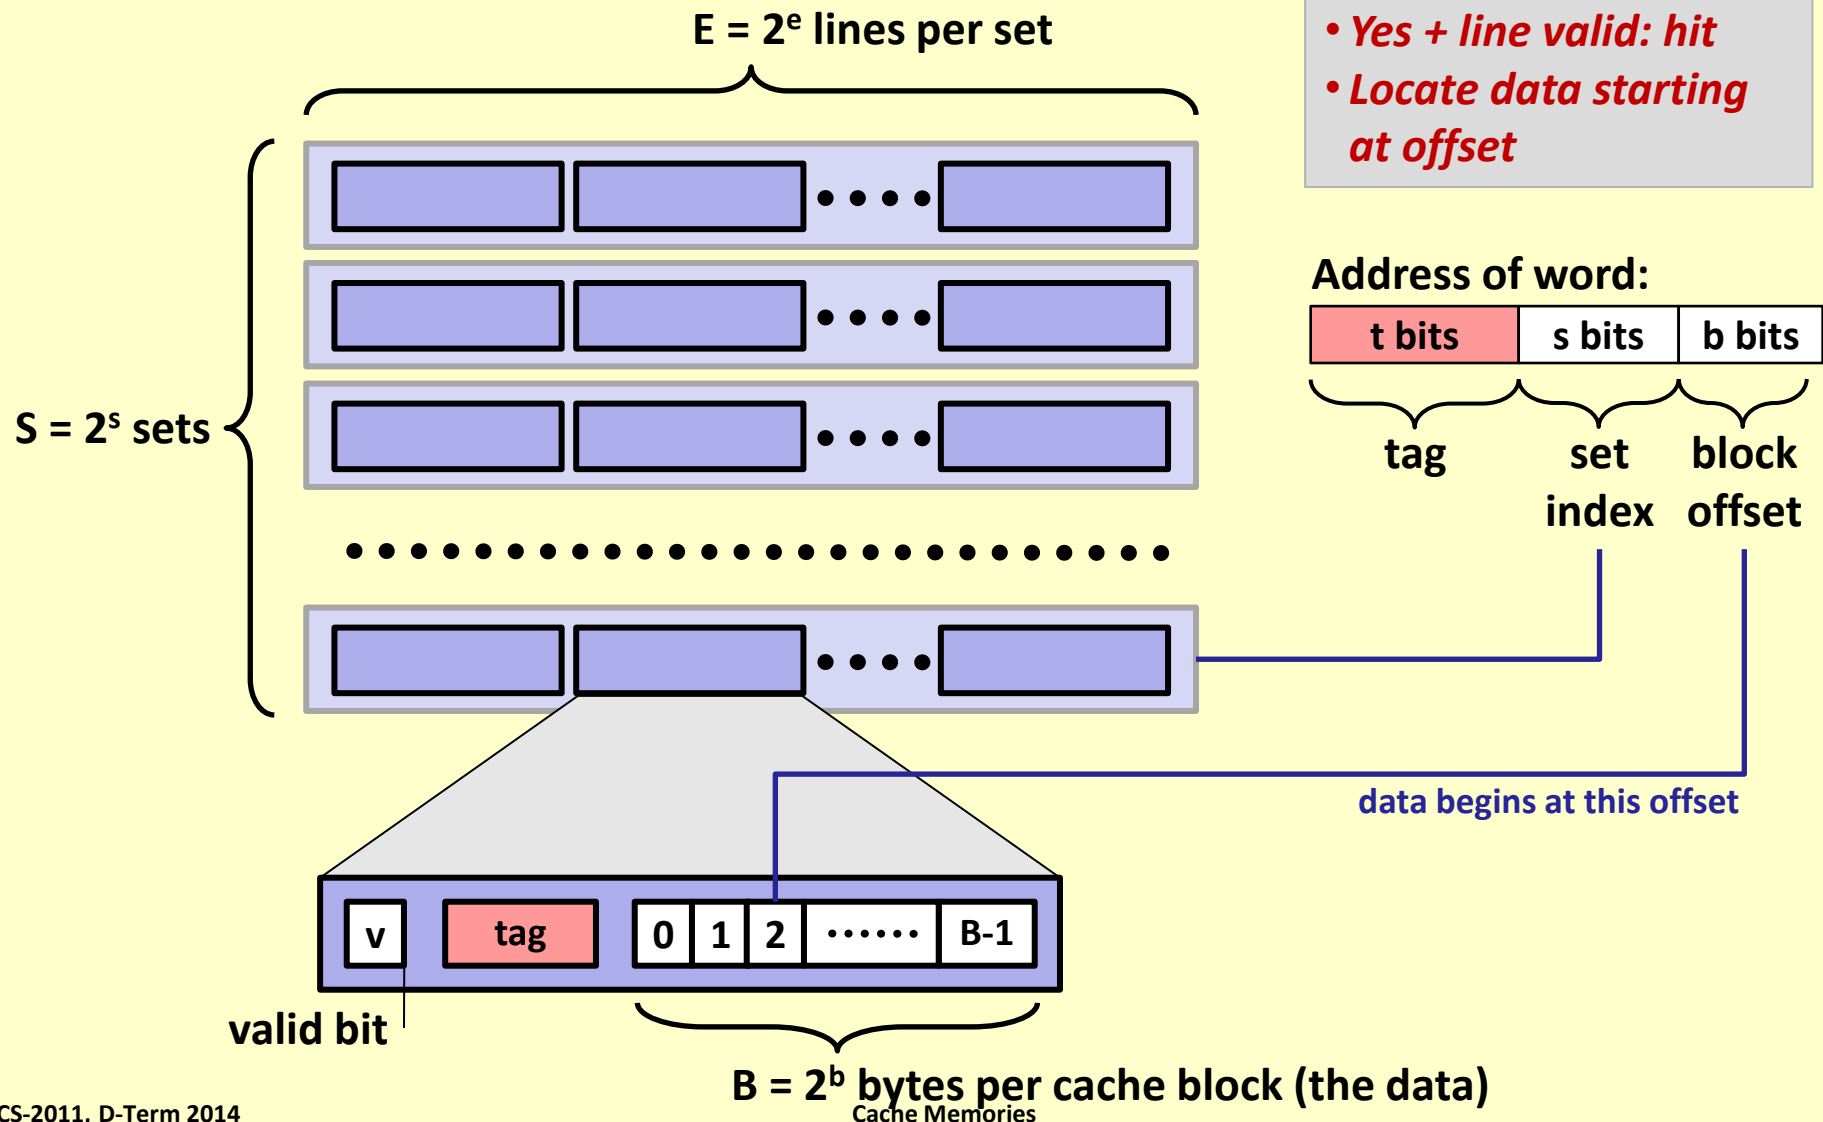 E = 2ᵉ lines per set
• Yes + line valid: hit
• Locate data starting
at offset
Address of word:
t bits s bits b bits
tag set block
index offset
S = 2ˢ sets
data begins at this offset
v tag 0 1 2 •••••• B-1
valid bit
B = 2ᵇ bytes per cache block (the data)
CS-2011, D-Term 2014 Cache Memories